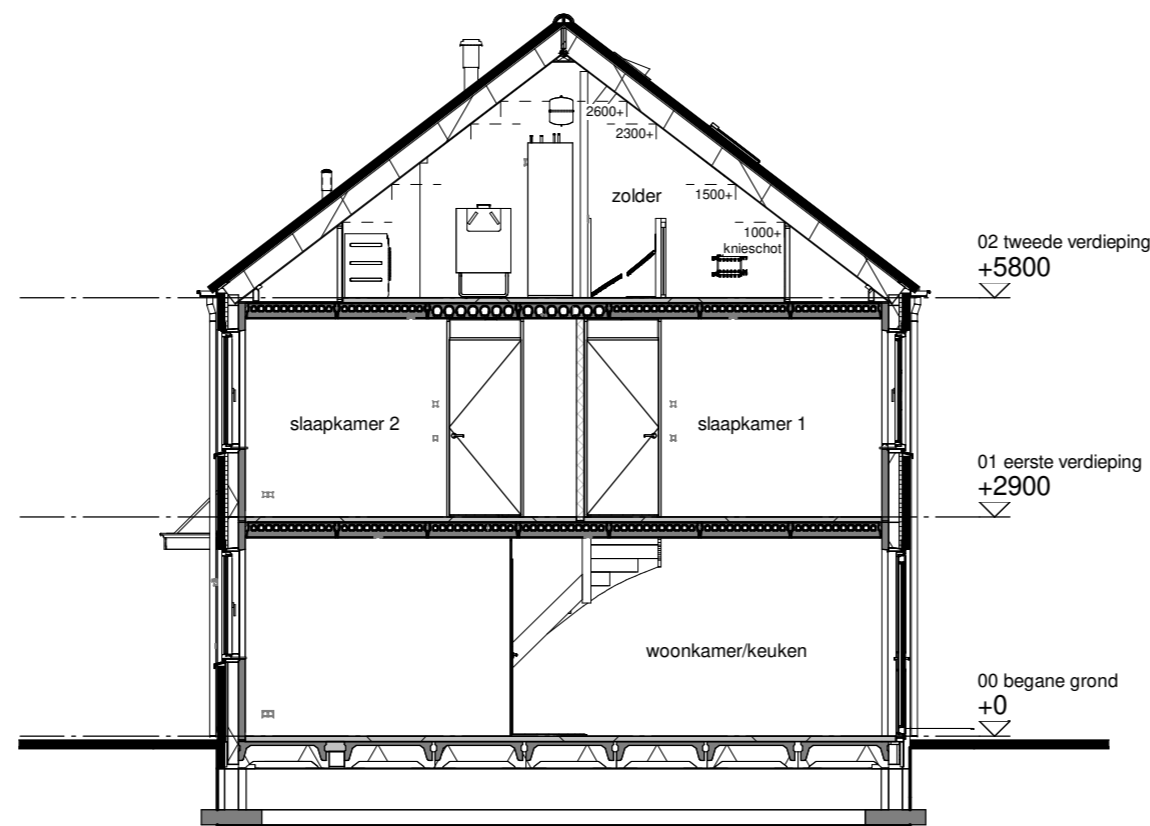 2600+
2300+
zolder
1500+
1000+
knieschot
02 tweede verdieping
+5800
slaapkamer 2
slaapkamer 1
01 eerste verdieping
+2900
woonkamer/keuken
00 begane grond
+0